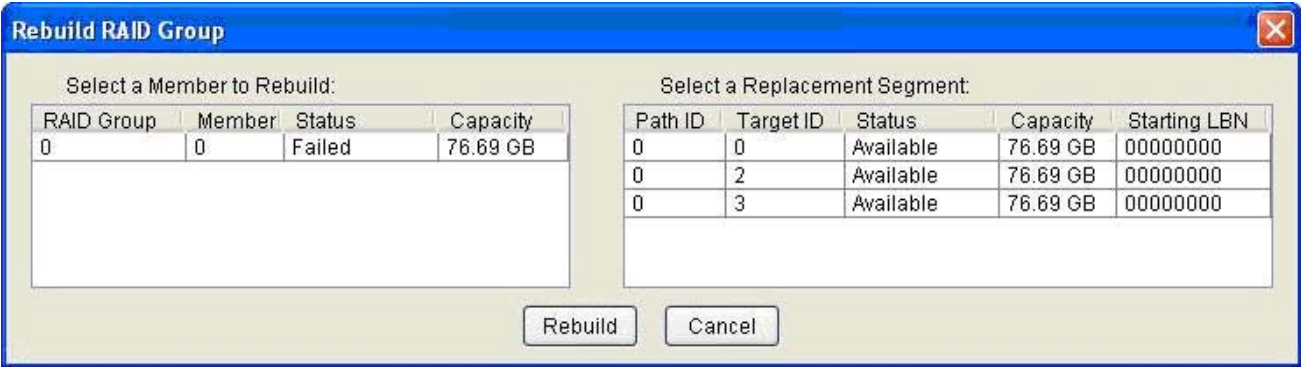 Rebuild RAID Group
Select a Member to Rebuild:
RAID Group Member Status Capacity
0 0 Failed 76.69 GB
Select a Replacement Segment:
Path ID Target ID Status Capacity Starting LBN
0 0 Available 76.69 GB 00000000
0 2 Available 76.69 GB 00000000
0 3 Available 76.69 GB 00000000
Rebuild Cancel